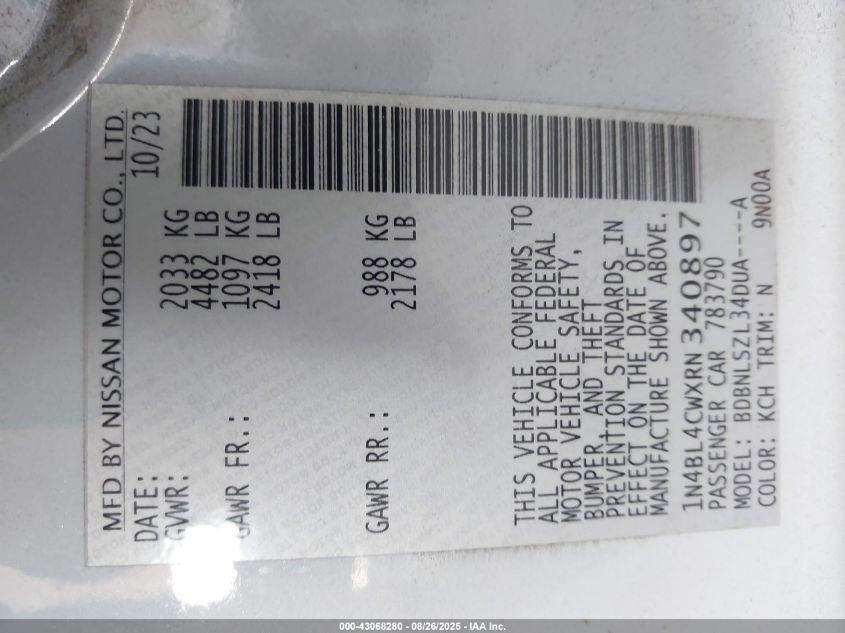 MFD BY NISSAN MOTOR CO., LTD.
DATE: 10/23
GVWR: 2033 KG
4482 LB
GAWR FR.: 1097 KG
2418 LB
GAWR RR.: 988 KG
2178 LB
THIS VEHICLE CONFORMS TO
ALL APPLICABLE FEDERAL
MOTOR VEHICLE SAFETY,
BUMPER, AND THEFT
PREVENTION STANDARDS IN
EFFECT ON THE DATE OF
MANUFACTURE SHOWN ABOVE.
1N4BL4CWXRN340897
PASSENGER CAR 783790
MODEL: BDBNLSZL34DUA----A
COLOR: KCH TRIM: N 9N00A
000-43068280 - 08/26/2025 - IAA Inc.